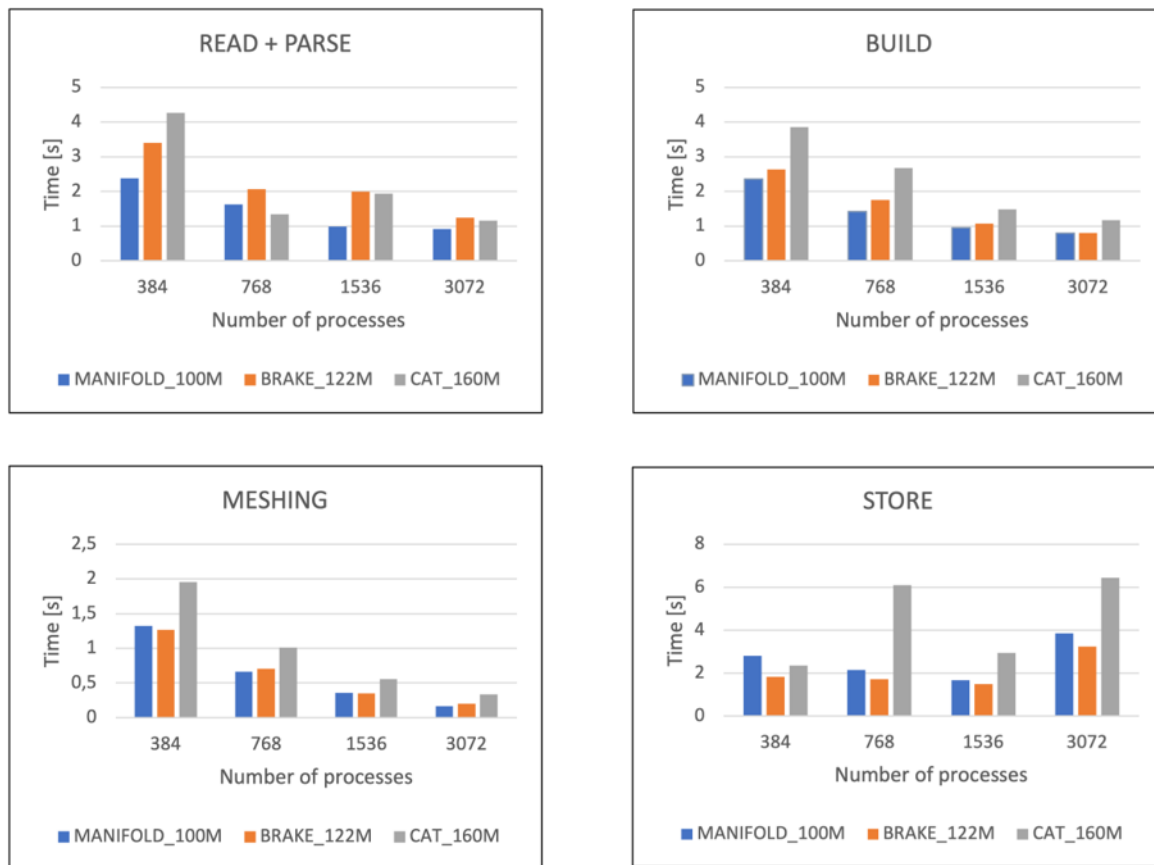 READ + PARSE
5
4
3
2
1
0
Time [s]
384 768 1536 3072
Number of processes
MANIFOLD_100M BRAKE_122M CAT_160M
BUILD
5
4
3
2
1
0
Time [s]
384 768 1536 3072
Number of processes
MANIFOLD_100M BRAKE_122M CAT_160M
MESHING
2,5
2
1,5
1
0,5
0
Time [s]
384 768 1536 3072
Number of processes
MANIFOLD_100M BRAKE_122M CAT_160M
STORE
8
6
4
2
0
Time [s]
384 768 1536 3072
Number of processes
MANIFOLD_100M BRAKE_122M CAT_160M